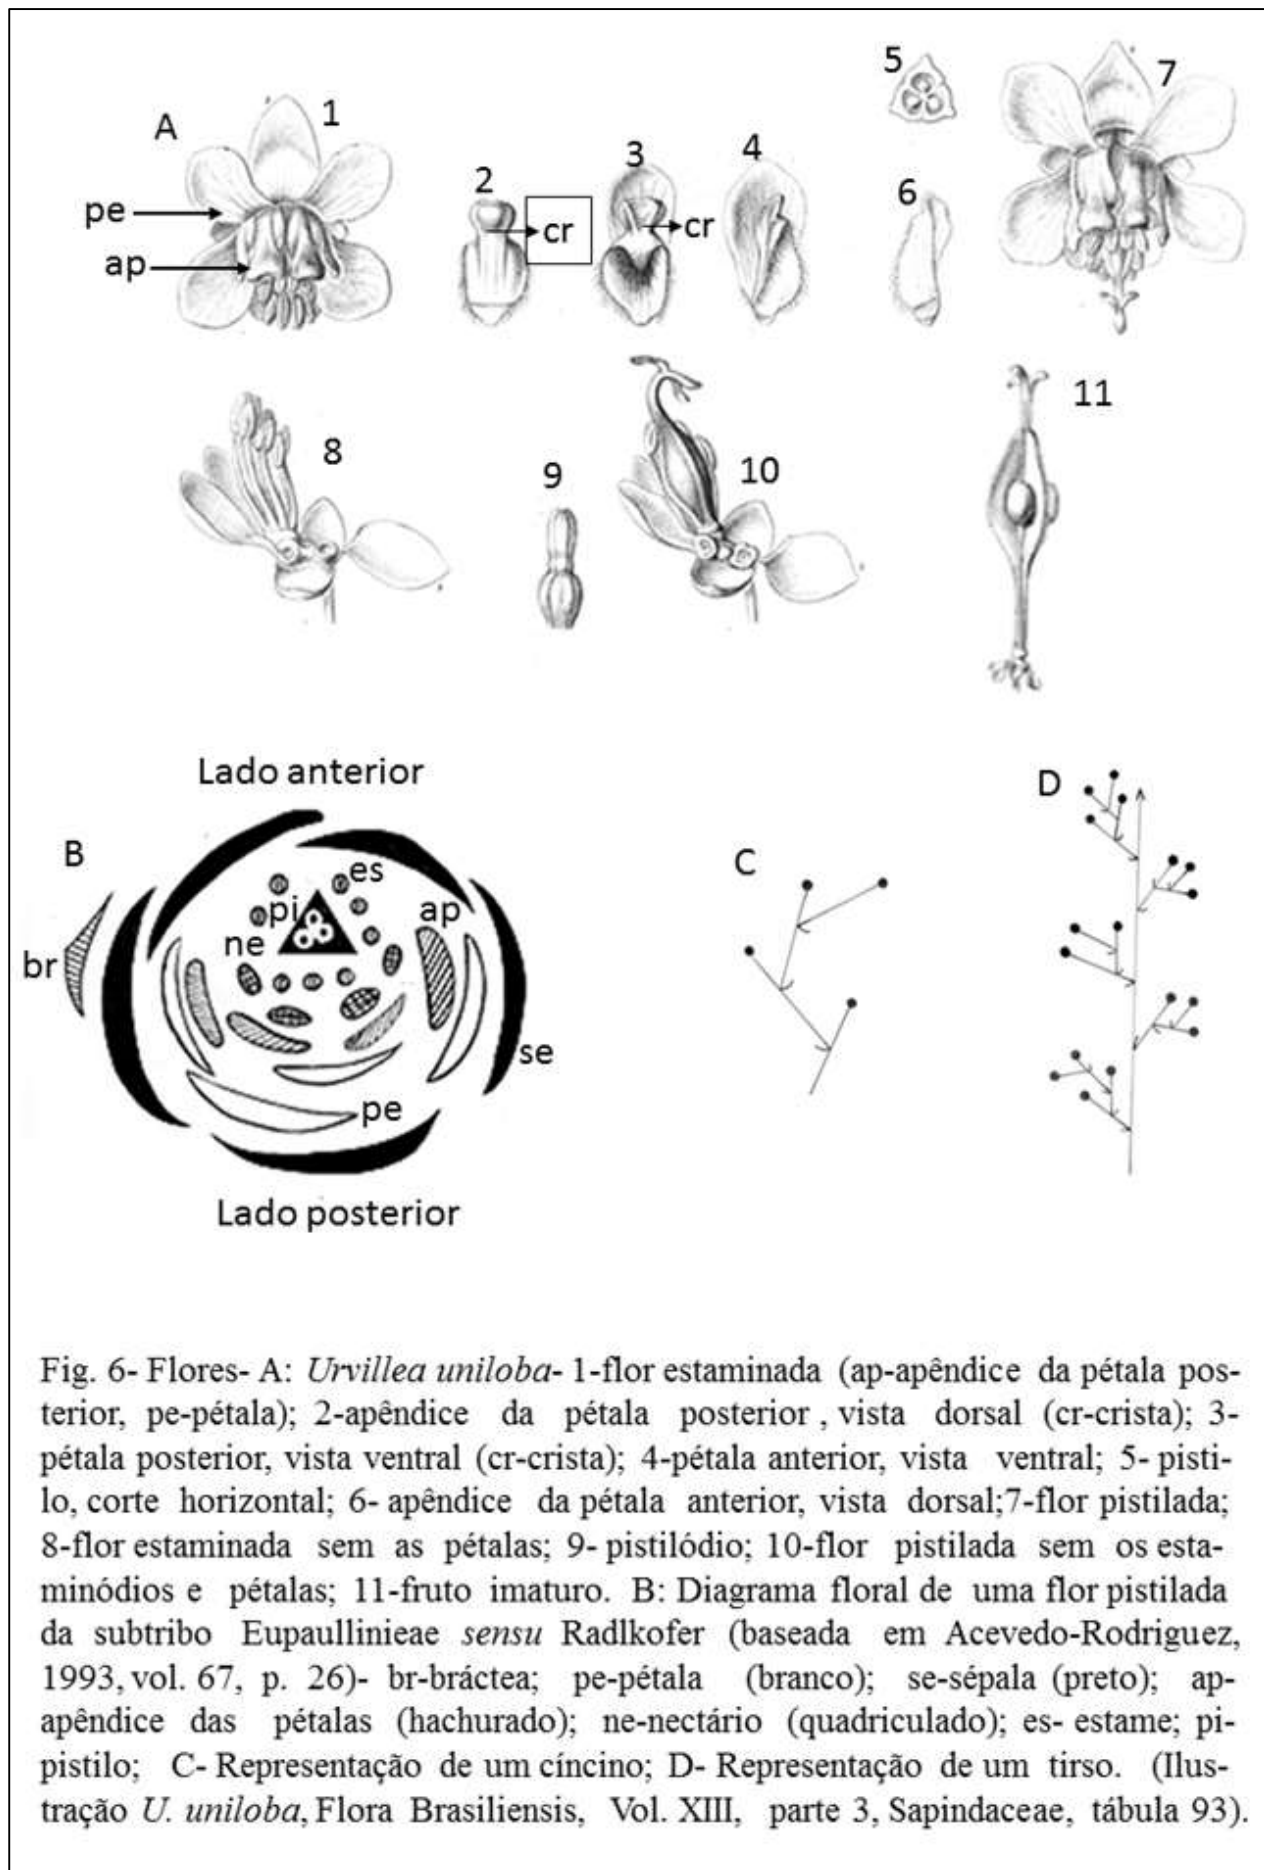 A
1
2
3
4
5
6
7
pe
ap
cr
cr
8
9
10
11
Lado anterior
B
br
es
pi
ap
ne
se
pe
Lado posterior
C
D
Fig. 6- Flores- A: Urvillea uniloba- 1-flor estaminada (ap-apêndice da pétala pos-
terior, pe-pétala); 2-apêndice da pétala posterior , vista dorsal (cr-crista); 3-
pétala posterior, vista ventral (cr-crista); 4-pétala anterior, vista ventral; 5- pisti-
lo, corte horizontal; 6- apêndice da pétala anterior, vista dorsal;7-flor pistilada;
8-flor estaminada sem as pétalas; 9- pistilódio; 10-flor pistilada sem os esta-
minódios e pétalas; 11-fruto imaturo. B: Diagrama floral de uma flor pistilada
da subtribo Eupaullinieae sensu Radlkofer (baseada em Acevedo-Rodriguez,
1993, vol. 67, p. 26)- br-bráctea; pe-pétala (branco); se-sépala (preto); ap-
apêndice das pétalas (hachurado); ne-nectário (quadriculado); es- estame; pi-
pistilo; C- Representação de um cíncino; D- Representação de um tirso. (Ilus-
tração U. uniloba, Flora Brasiliensis, Vol. XIII, parte 3, Sapindaceae, tábula 93).